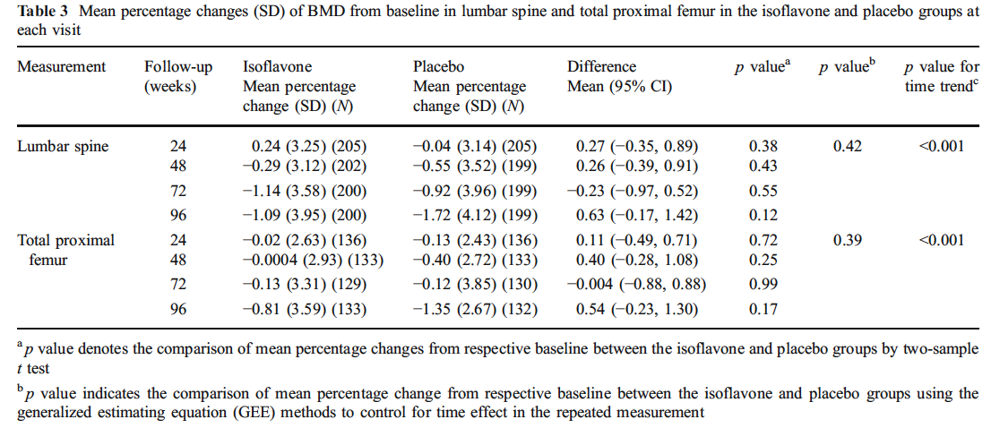 Table 3 Mean percentage changes (SD) of BMD from baseline in lumbar spine and total proximal femur in the isoflavone and placebo groups at
each visit
Measurement Follow-up Isoflavone Placebo Difference p valueᵃ p valueᵇ p value for
(weeks) Mean percentage Mean percentage Mean (95% CI) time trendᶜ
change (SD) (N) change (SD) (N)
Lumbar spine 24 0.24 (3.25) (205) −0.04 (3.14) (205) 0.27 (−0.35, 0.89) 0.38 0.42 <0.001
48 −0.29 (3.12) (202) −0.55 (3.52) (199) 0.26 (−0.39, 0.91) 0.43
72 −1.14 (3.58) (200) −0.92 (3.96) (199) −0.23 (−0.97, 0.52) 0.55
96 −1.09 (3.95) (200) −1.72 (4.12) (199) 0.63 (−0.17, 1.42) 0.12
Total proximal 24 −0.02 (2.63) (136) −0.13 (2.43) (136) 0.11 (−0.49, 0.71) 0.72 0.39 <0.001
femur 48 −0.0004 (2.93) (133) −0.40 (2.72) (133) 0.40 (−0.28, 1.08) 0.25
72 −0.13 (3.31) (129) −0.12 (3.85) (130) −0.004 (−0.88, 0.88) 0.99
96 −0.81 (3.59) (133) −1.35 (2.67) (132) 0.54 (−0.23, 1.30) 0.17
ᵃ p value denotes the comparison of mean percentage changes from respective baseline between the isoflavone and placebo groups by two-sample
t test
ᵇ p value indicates the comparison of mean percentage change from respective baseline between the isoflavone and placebo groups using the
generalized estimating equation (GEE) methods to control for time effect in the repeated measurement